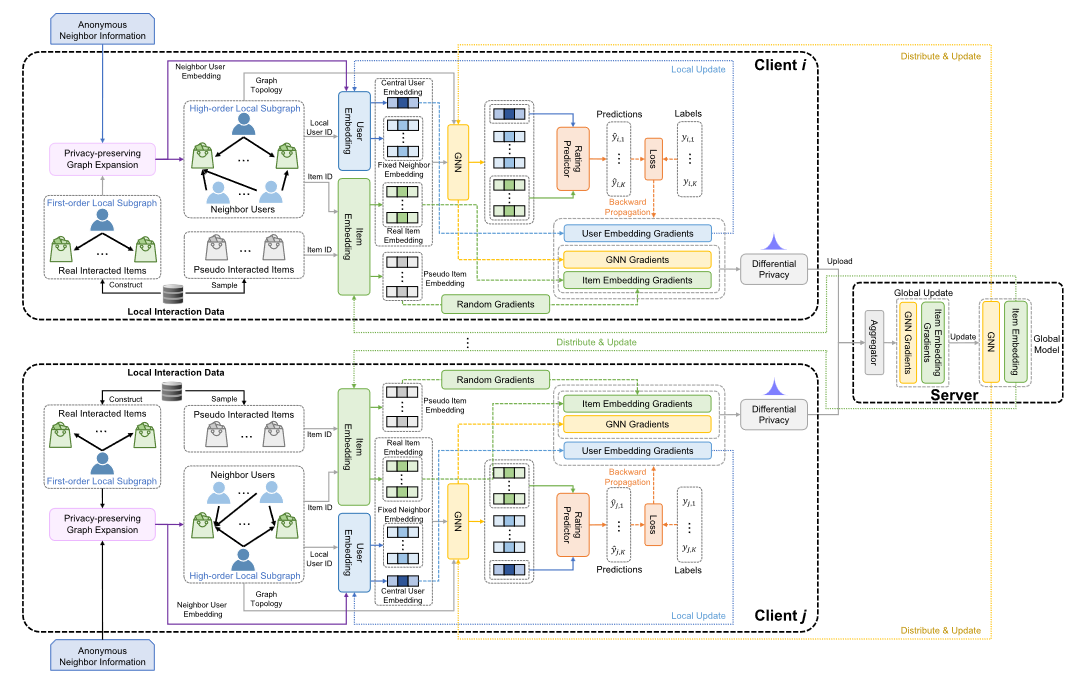 Anonymous
Neighbor Information
Distribute & Update
Client i
Neighbor User
Embedding
Local Update
Graph
Topology
Central User
Embedding
High-order Local Subgraph
Local
User ID
User
Embedding
Predictions
Labels
Privacy-preserving
Graph Expansion
...
Fixed Neighbor
Embedding
GNN
Rating
Predictor
ŷi,1
ŷi,K
Loss
yi,1
yi,K
Item ID
Neighbor Users
First-order Local Subgraph
...
Real Interacted Items
Item
Embedding
Real Item
Embedding
Backward
Propagation
User Embedding Gradients
GNN Gradients
Item Embedding Gradients
Differential
Privacy
Upload
...
Pseudo Interacted Items
Item ID
Pseudo Item
Embedding
Construct
Sample
Random Gradients
Local Interaction Data
Distribute & Update
Aggregator
Global Update
GNN Gradients
Item Embedding
Gradients
Update
GNN
Item Embedding
Global
Model
Server
Local Interaction Data
Construct
Sample
Random Gradients
Real Interacted Items
...
First-order Local Subgraph
Pseudo Interacted Items
...
Item ID
Item
Embedding
Pseudo Item
Embedding
Real Item
Embedding
Item Embedding Gradients
GNN Gradients
User Embedding Gradients
Differential
Privacy
Backward
Propagation
Neighbor Users
...
Item ID
High-order Local Subgraph
Privacy-preserving
Graph Expansion
Local
User ID
User
Embedding
Fixed Neighbor
Embedding
Central User
Embedding
GNN
Rating
Predictor
ŷj,1
ŷj,K
Loss
yj,1
yj,K
Predictions
Labels
Graph
Topology
Neighbor User
Embedding
Local Update
Client j
Distribute & Update
Anonymous
Neighbor Information